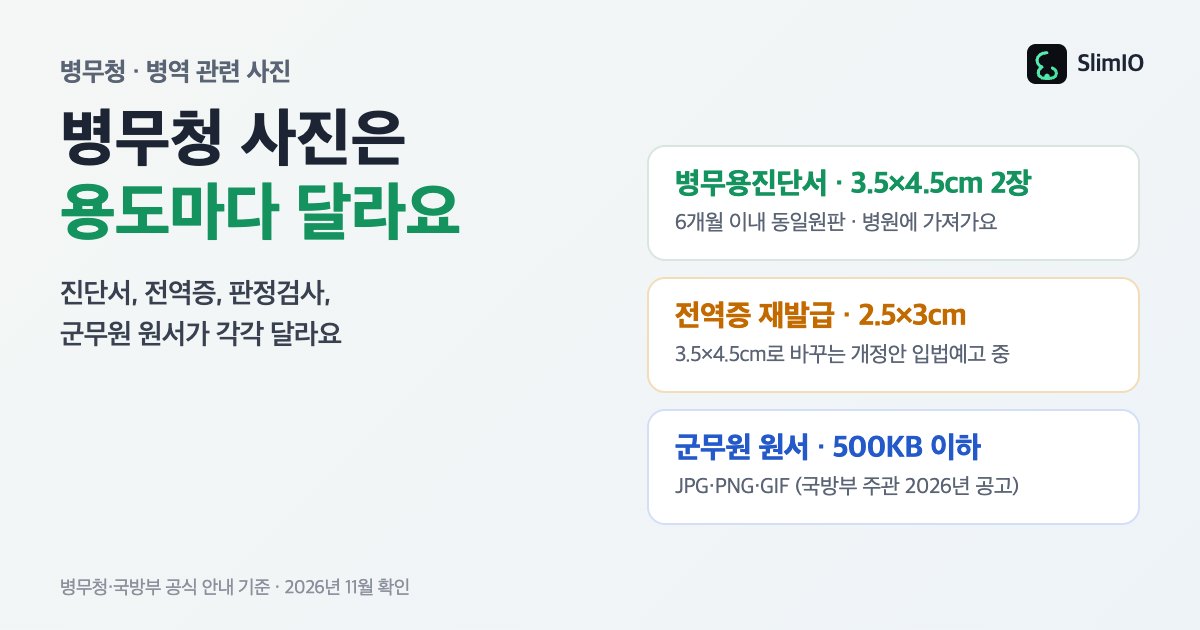 병무청 · 병역 관련 사진
병무청 사진은
용도마다 달라요
진단서, 전역증, 판정검사,
군무원 원서가 각각 달라요
SlimIO
병무용진단서 · 3.5×4.5cm 2장
6개월 이내 동일원판 · 병원에 가져가요
전역증 재발급 · 2.5×3cm
3.5×4.5cm로 바꾸는 개정안 입법예고 중
군무원 원서 · 500KB 이하
JPG·PNG·GIF (국방부 주관 2026년 공고)
병무청·국방부 공식 안내 기준 · 2026년 11월 확인